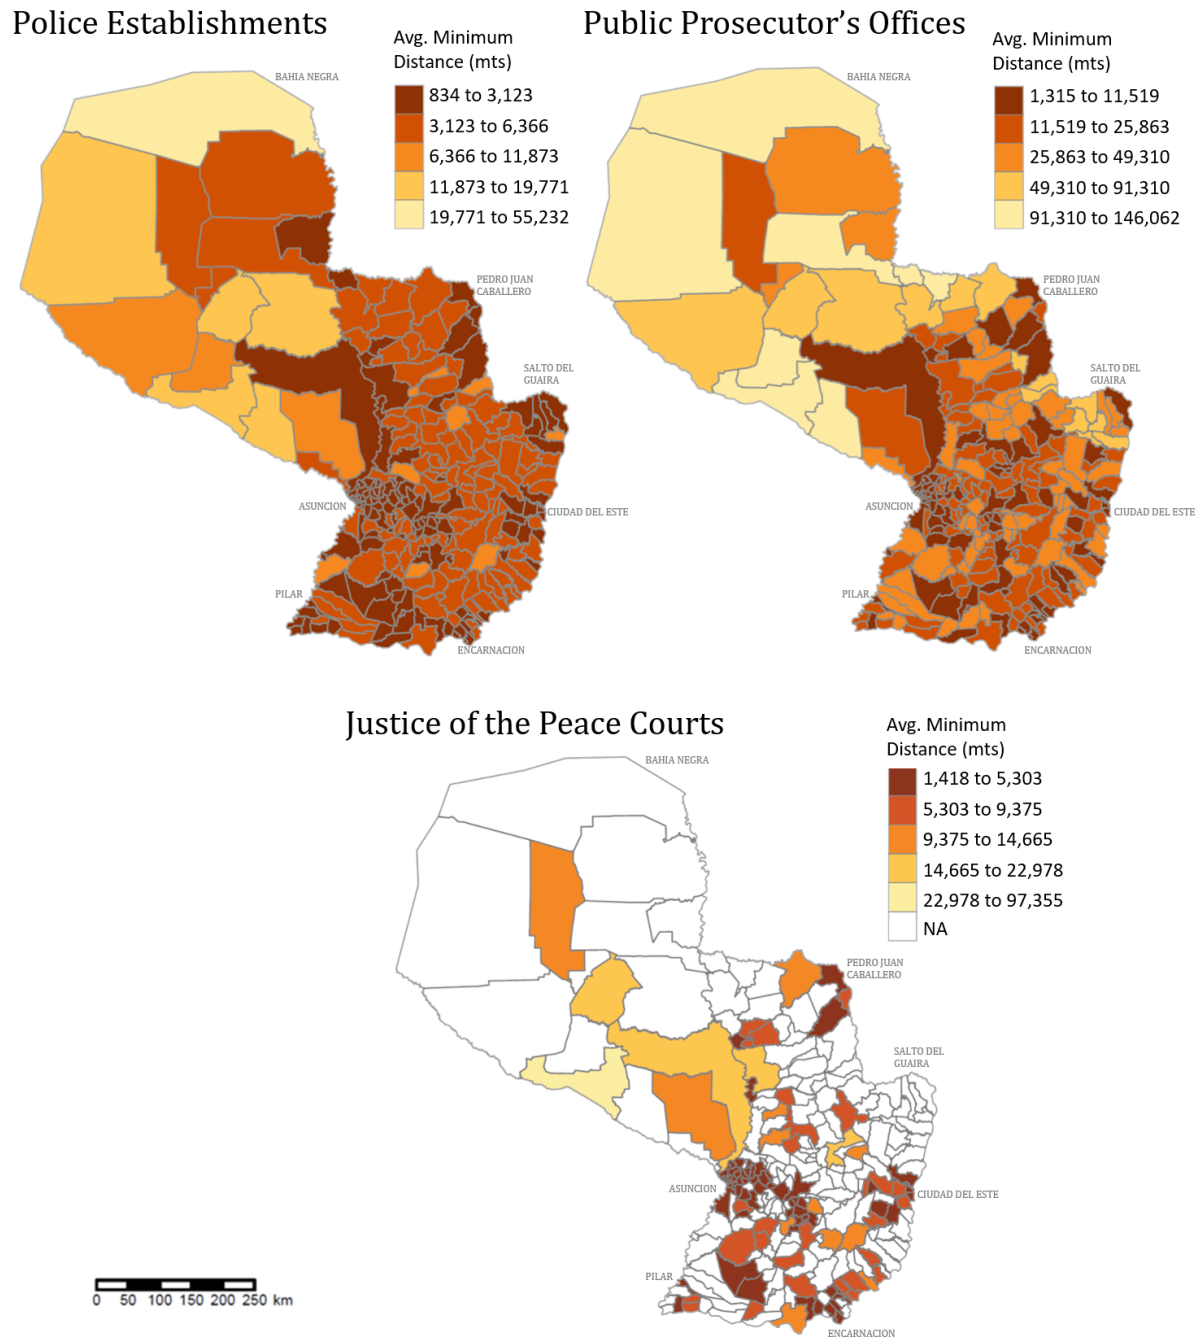 Police Establishments
Avg. Minimum
Distance (mts)
834 to 3,123
3,123 to 6,366
6,366 to 11,873
11,873 to 19,771
19,771 to 55,232
BAHIA NEGRA
PEDRO JUAN
CABALLERO
SALTO DEL
GUAIRA
ASUNCION
CIUDAD DEL ESTE
PILAR
ENCARNACION
Public Prosecutor's Offices
Avg. Minimum
Distance (mts)
1,315 to 11,519
11,519 to 25,863
25,863 to 49,310
49,310 to 91,310
91,310 to 146,062
BAHIA NEGRA
PEDRO JUAN
CABALLERO
SALTO DEL
GUAIRA
ASUNCION
CIUDAD DEL ESTE
PILAR
ENCARNACION
Justice of the Peace Courts
Avg. Minimum
Distance (mts)
1,418 to 5,303
5,303 to 9,375
9,375 to 14,665
14,665 to 22,978
22,978 to 97,355
NA
BAHIA NEGRA
PEDRO JUAN
CABALLERO
SALTO DEL
GUAIRA
ASUNCION
CIUDAD DEL ESTE
PILAR
ENCARNACION
0 50 100 150 200 250 km